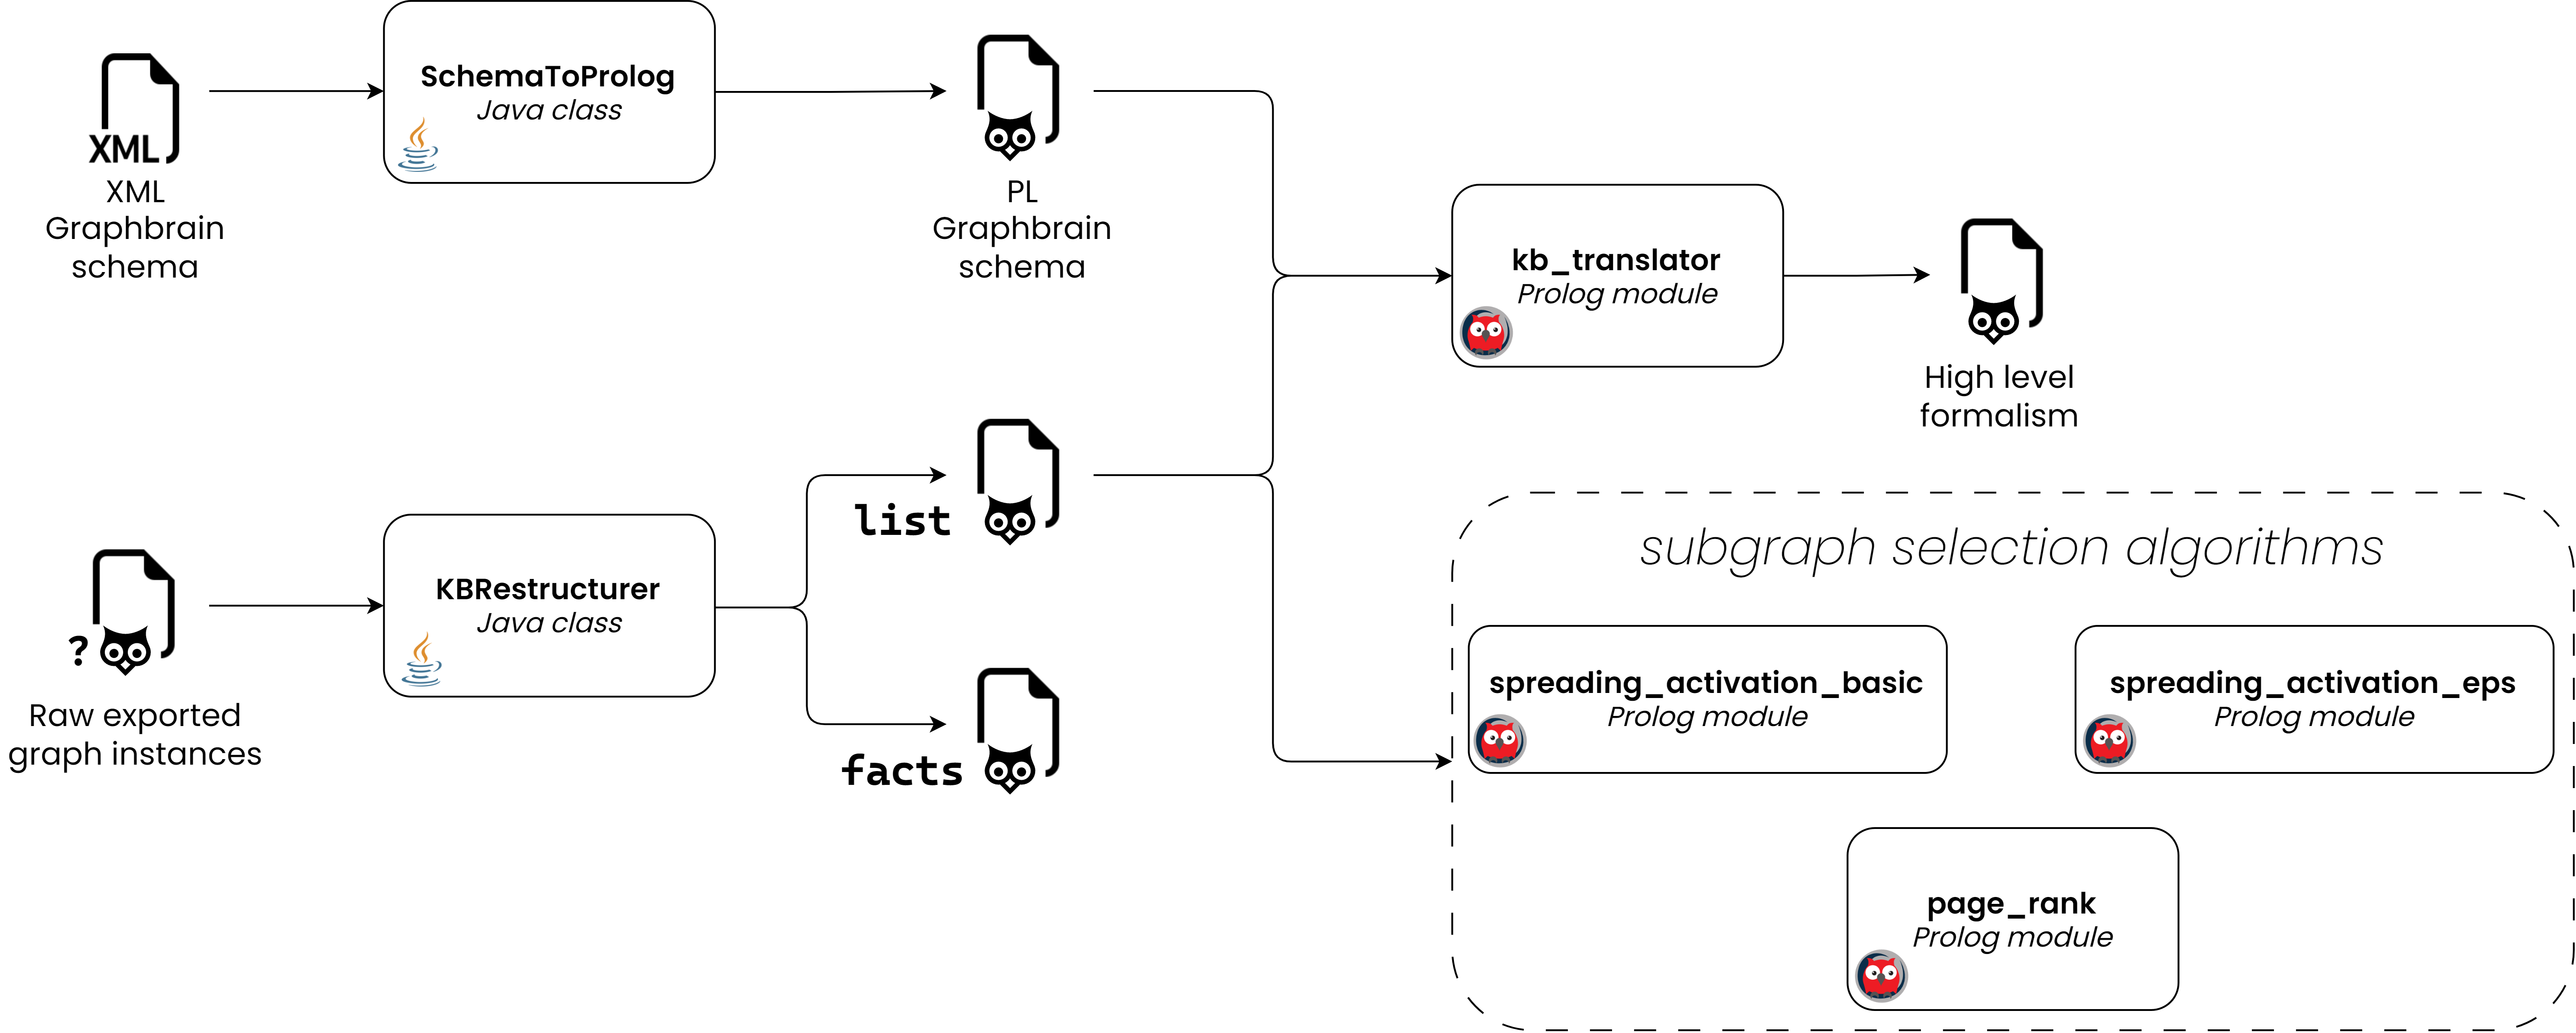 SchemaToProlog
Java class
XML
XML
Graphbrain
schema
PL
Graphbrain
schema
kb_translator
Prolog module
High level
formalism
list
KBRestructurer
Java class
?
Raw exported
graph instances
facts
subgraph selection algorithms
spreading_activation_basic
Prolog module
spreading_activation_eps
Prolog module
page_rank
Prolog module